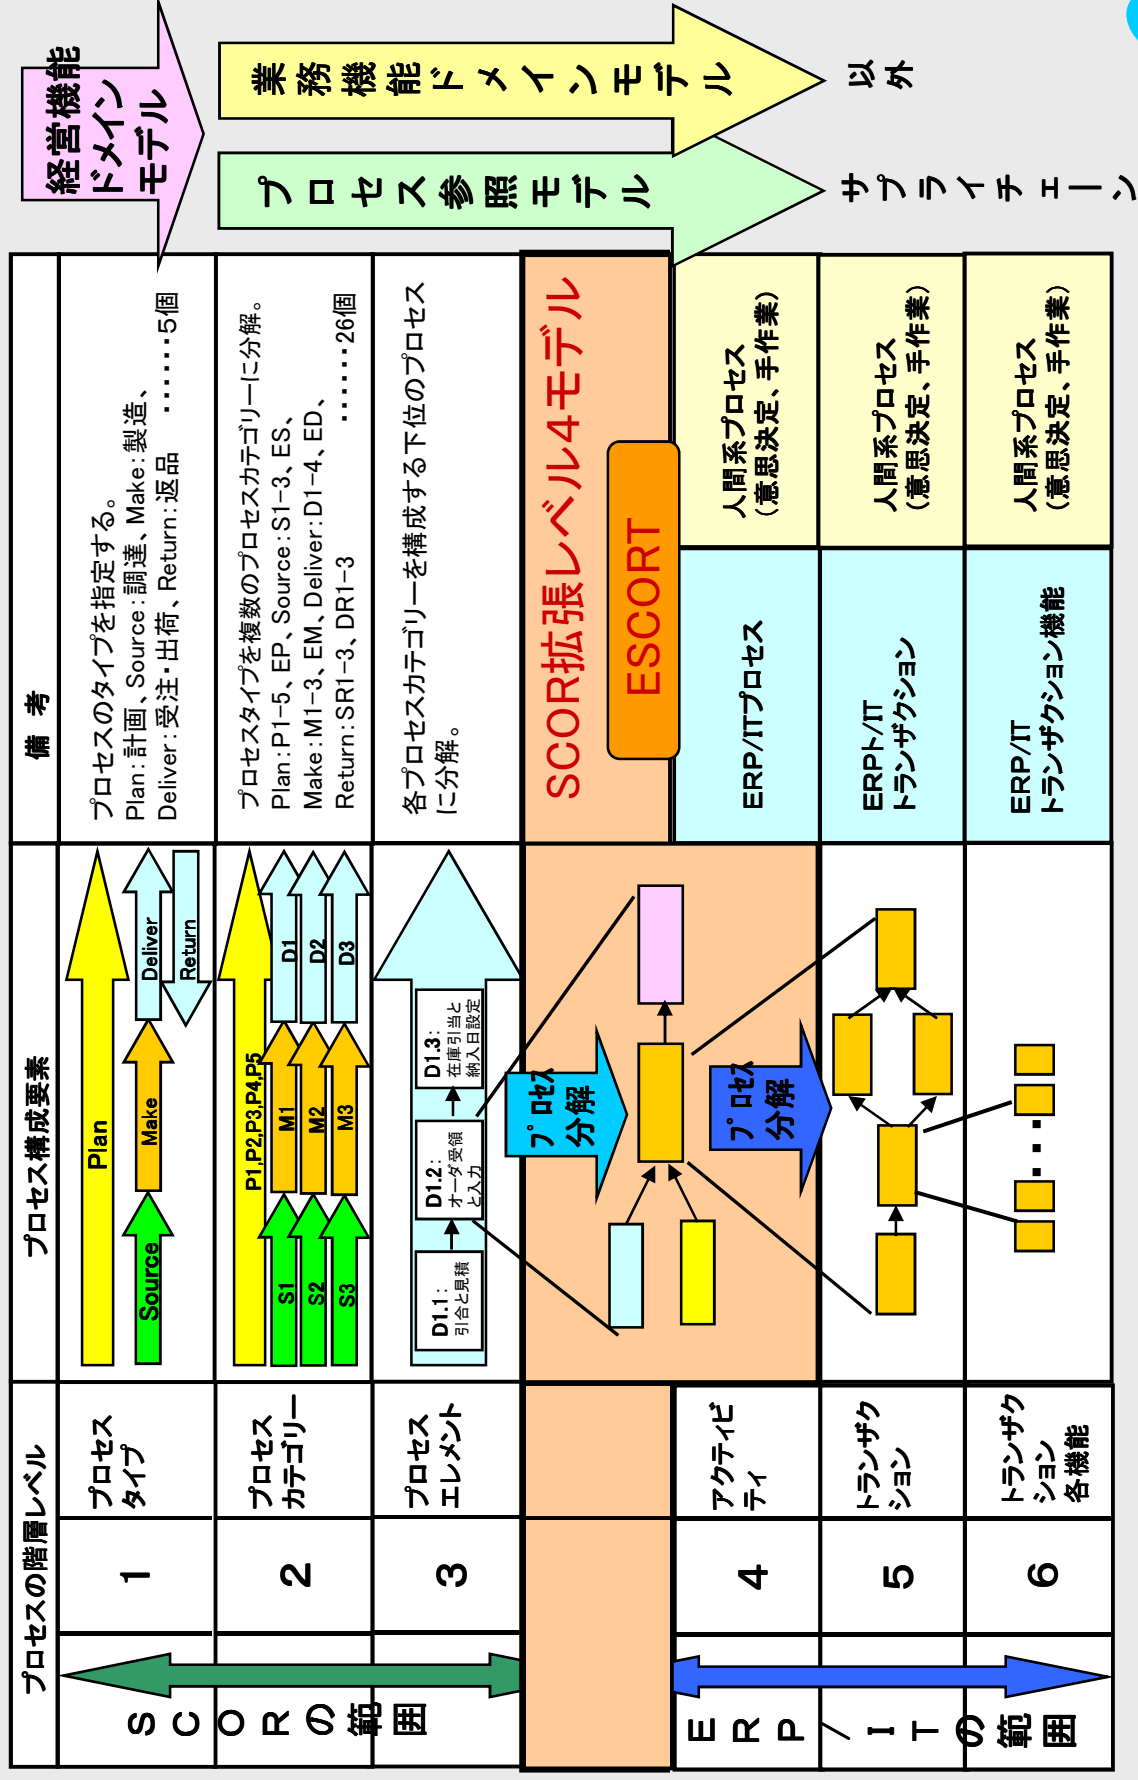 プロセスの階層レベル
プロセス構成要素
備　考
経営機能
ドメイン
モデル
SCORの範囲
1
プロセス
タイプ
Plan
Source
Make
Deliver
Return
プロセスのタイプを指定する。
Plan:計画、Source:調達、Make:製造、
Deliver:受注・出荷、Return:返品　・・・・・・5個
2
プロセス
カテゴリー
P1,P2,P3,P4,P5
S1
M1
D1
S2
M2
D2
S3
M3
D3
プロセスタイプを複数のプロセスカテゴリーに分解。
Plan:P1-5、EP、Source:S1-3、ES、
Make:M1-3、EM、Deliver:D1-4、ED、
Return:SR1-3、DR1-3　・・・・・・26個
3
プロセス
エレメント
D1.1:
引合と見積
D1.2:
オーダ受領
と入力
D1.3:
在庫引当と
納入日設定
各プロセスカテゴリーを構成する下位のプロセス
に分解。
業務機能ドメインモデル
プロセス参照モデル
プロセス
分解
SCOR拡張レベル4モデル
ESCORT
ERP/ITの範囲
4
アクティビ
ティ
プロセス
分解
ERP/ITプロセス
人間系プロセス
(意思決定、手作業)
5
トランザク
ション
ERPト/IT
トランザクション
人間系プロセス
(意思決定、手作業)
6
トランザク
ション
各機能
・・・
ERP/IT
トランザクション機能
人間系プロセス
(意思決定、手作業)
サプライチェーン
以外